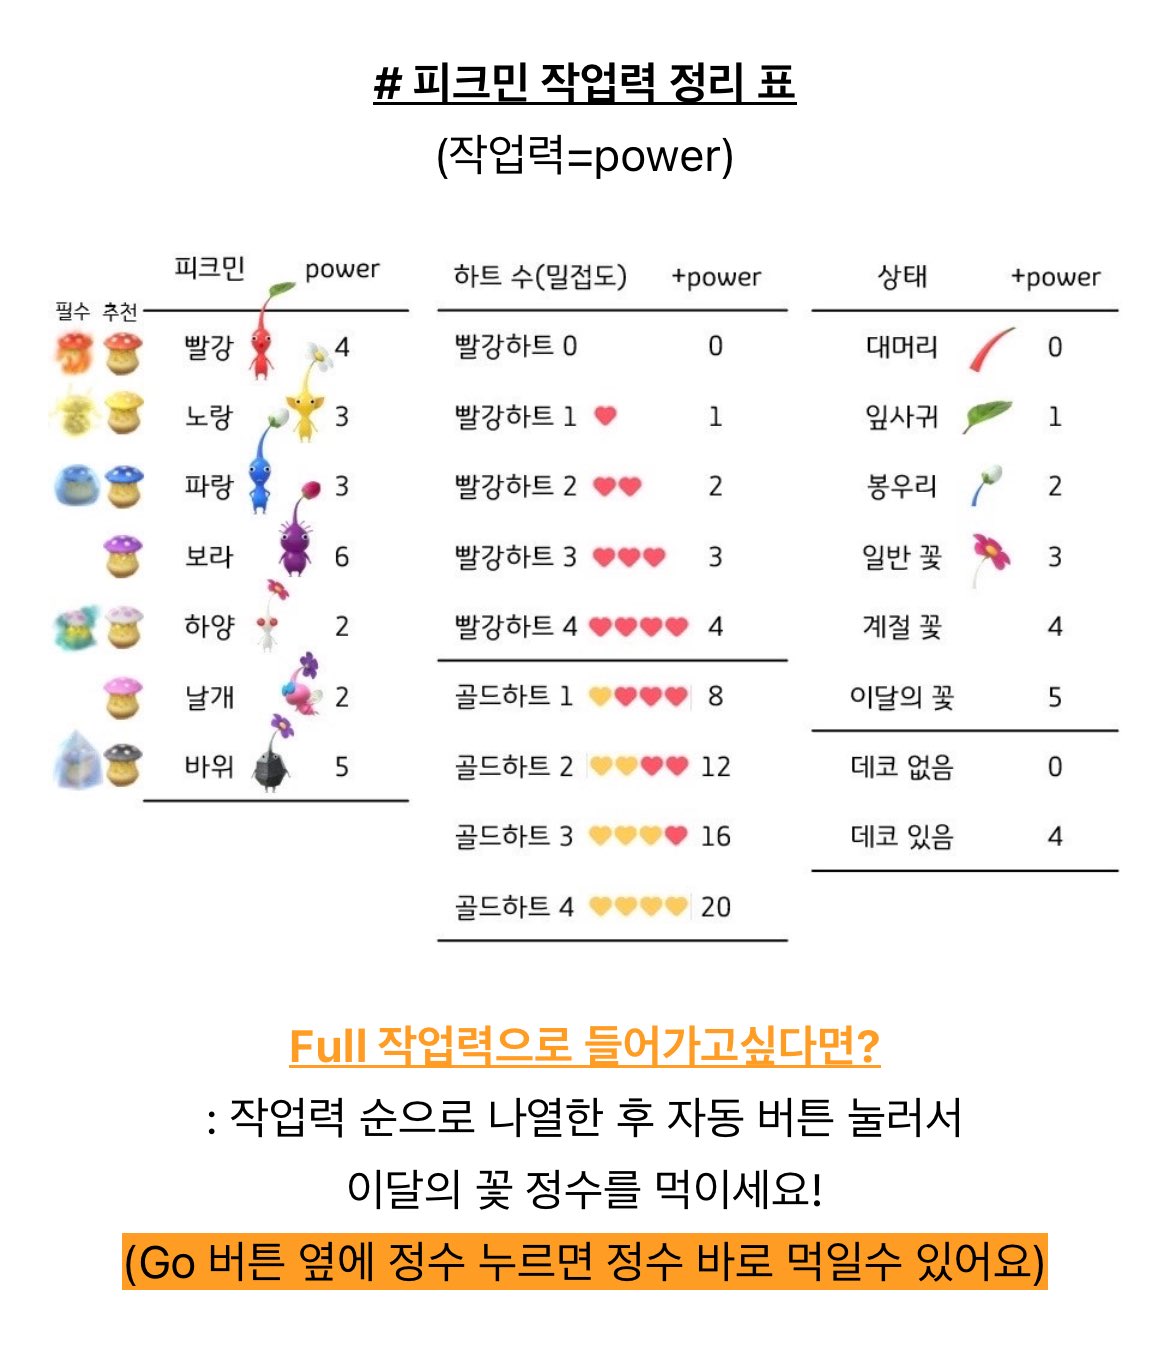 # 피크민 작업력 정리 표
(작업력=power)
피크민 power
필수 추천
빨강 4
노랑 3
파랑 3
보라 6
하양 2
날개 2
바위 5
하트 수(밀접도) +power
빨강하트 0 0
빨강하트 1 1
빨강하트 2 2
빨강하트 3 3
빨강하트 4 4
골드하트 1 8
골드하트 2 12
골드하트 3 16
골드하트 4 20
상태 +power
대머리 0
잎사귀 1
봉우리 2
일반 꽃 3
계절 꽃 4
이달의 꽃 5
데코 없음 0
데코 있음 4
Full 작업력으로 들어가고싶다면?
: 작업력 순으로 나열한 후 자동 버튼 눌러서
이달의 꽃 정수를 먹이세요!
(Go 버튼 옆에 정수 누르면 정수 바로 먹일수 있어요)